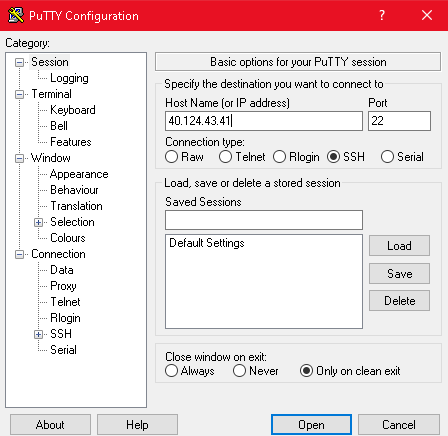 PuTTY Configuration
Category:
Session
Logging
Terminal
Keyboard
Bell
Features
Window
Appearance
Behaviour
Translation
Selection
Colours
Connection
Data
Proxy
Telnet
Rlogin
SSH
Serial
Basic options for your PuTTY session
Specify the destination you want to connect to
Host Name (or IP address) Port
40.124.43.41 22
Connection type:
Raw Telnet Rlogin SSH Serial
Load, save or delete a stored session
Saved Sessions
Default Settings
Load
Save
Delete
Close window on exit:
Always Never Only on clean exit
About Help Open Cancel